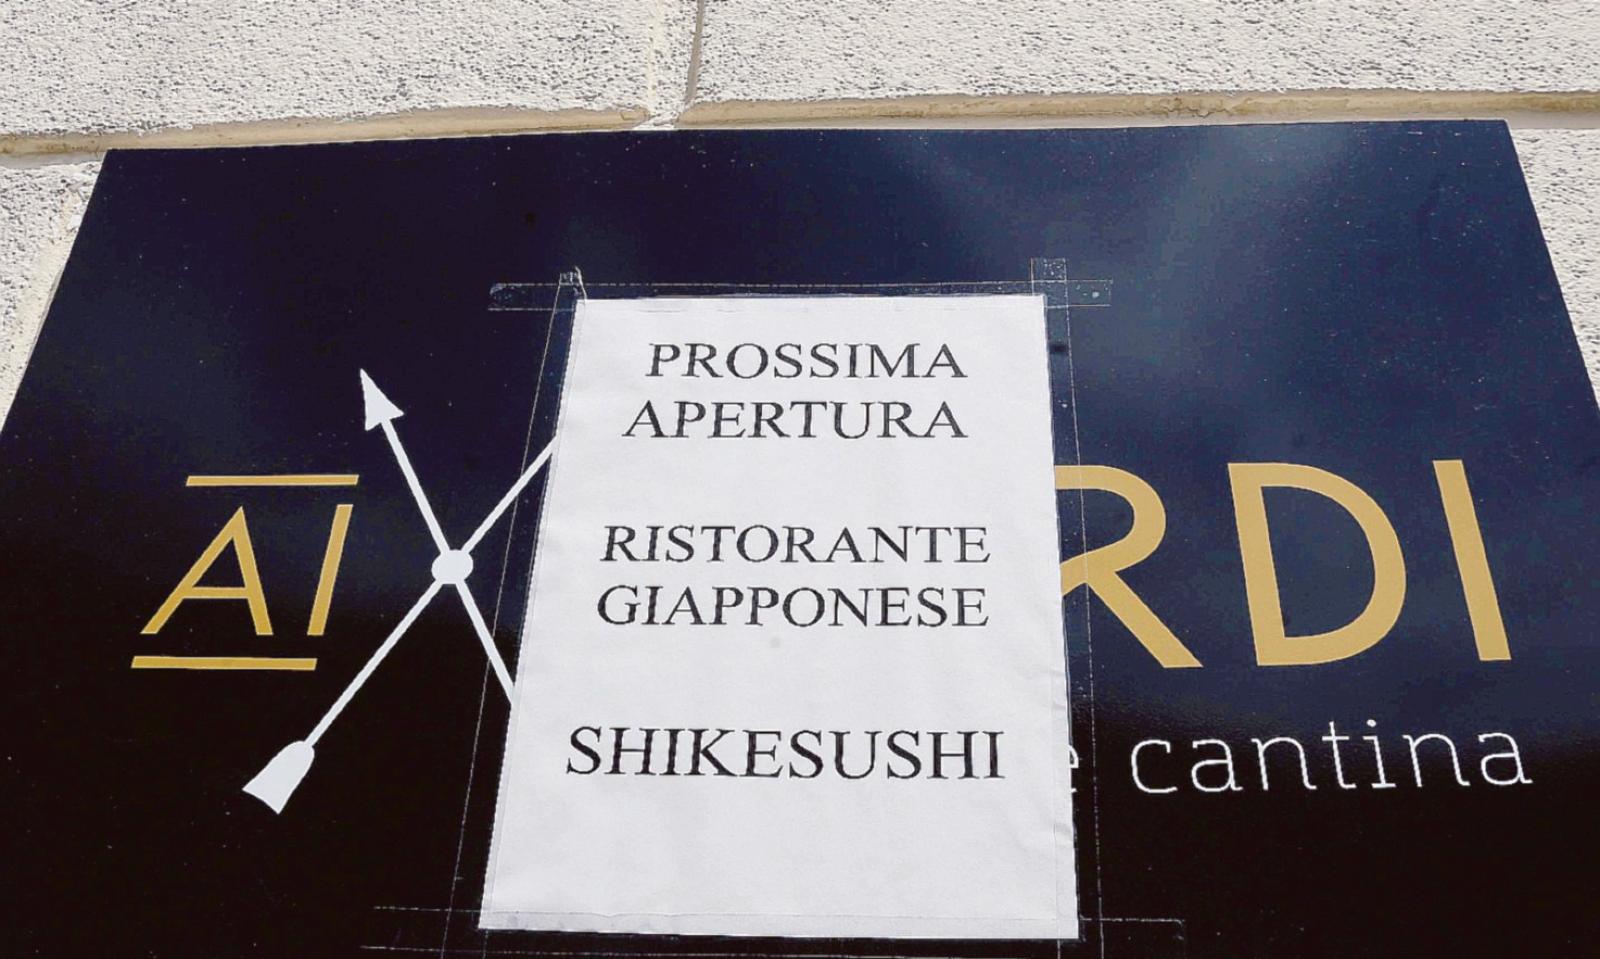 PROSSIMA
APERTURA
RISTORANTE
GIAPPONESE
SHIKESUSHI
AI
RDI
e cantina